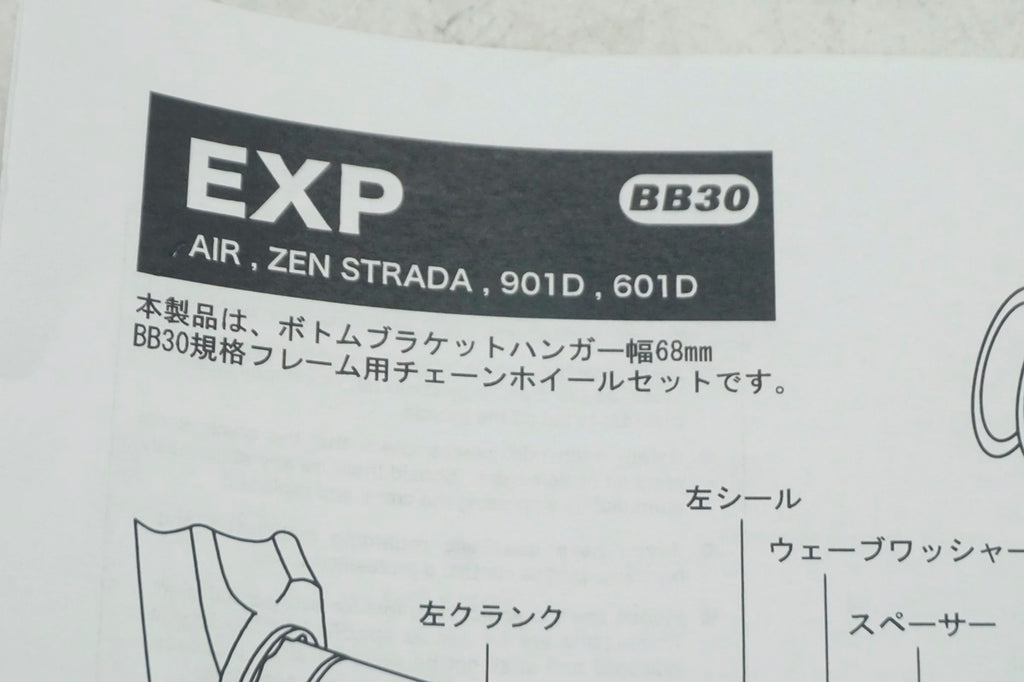 EXP
BB30
AIR , ZEN STRADA , 901D , 601D
本製品は、ボトムブラケットハンガー幅68mm
BB30規格フレーム用チェーンホイールセットです。
左シール
ウェーブワッシャー
左クランク
スペーサー